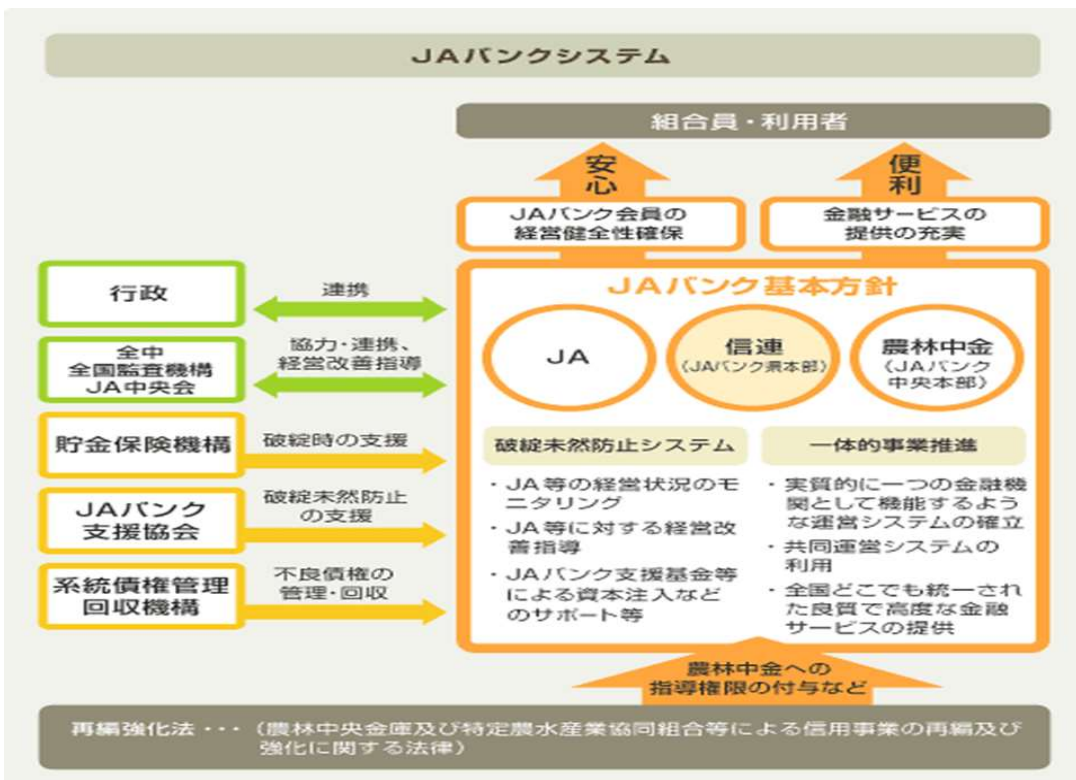 JAバンクシステム
組合員・利用者
安心
便利
JAバンク会員の
経営健全性確保
金融サービスの
提供の充実
行政
連携
全中
全国監査機構
JA中央会
協力・連携、
経営改善指導
貯金保険機構
破綻時の支援
JAバンク
支援協会
破綻未然防止
の支援
系統債権管理
回収機構
不良債権の
管理・回収
JAバンク基本方針
JA
信連
(JAバンク県本部)
農林中金
(JAバンク
中央本部)
破綻未然防止システム
・JA等の経営状況のモ
ニタリング
・JA等に対する経営改
善指導
・JAバンク支援基金等
による資本注入など
のサポート等
一体的事業推進
・実質的に一つの金融機
関として機能するよう
な運営システムの確立
・共同運営システムの
利用
・全国どこでも統一され
た良質で高度な金融
サービスの提供
農林中金への
指導権限の付与など
再編強化法・・・(農林中央金庫及び特定農水産業協同組合等による信用事業の再編及び
強化に関する法律)